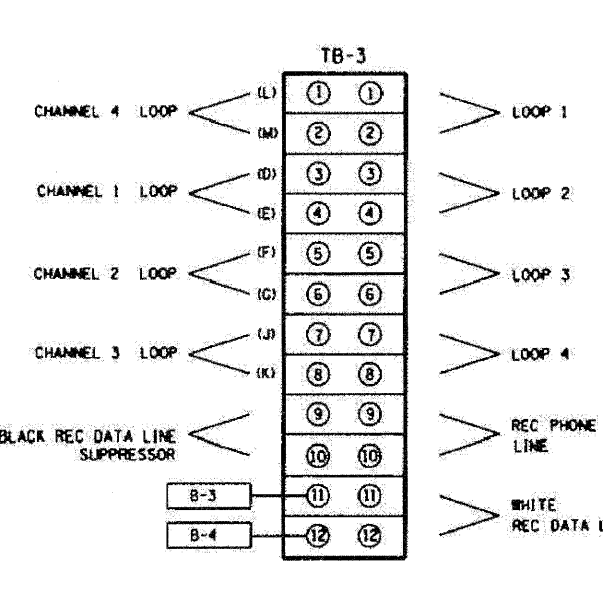 TB-3
(L) 1 1
CHANNEL 4 LOOP LOOP 1
(M) 2 2
(D) 3 3
CHANNEL 1 LOOP LOOP 2
(E) 4 4
(F) 5 5
CHANNEL 2 LOOP LOOP 3
(G) 6 6
(J) 7 7
CHANNEL 3 LOOP LOOP 4
(K) 8 8
9 9
BLACK REC DATA LINE
SUPPRESSOR
REC PHONE
LINE
10 10
B-3 11 11
WHITE
REC DATA L
B-4 12 12